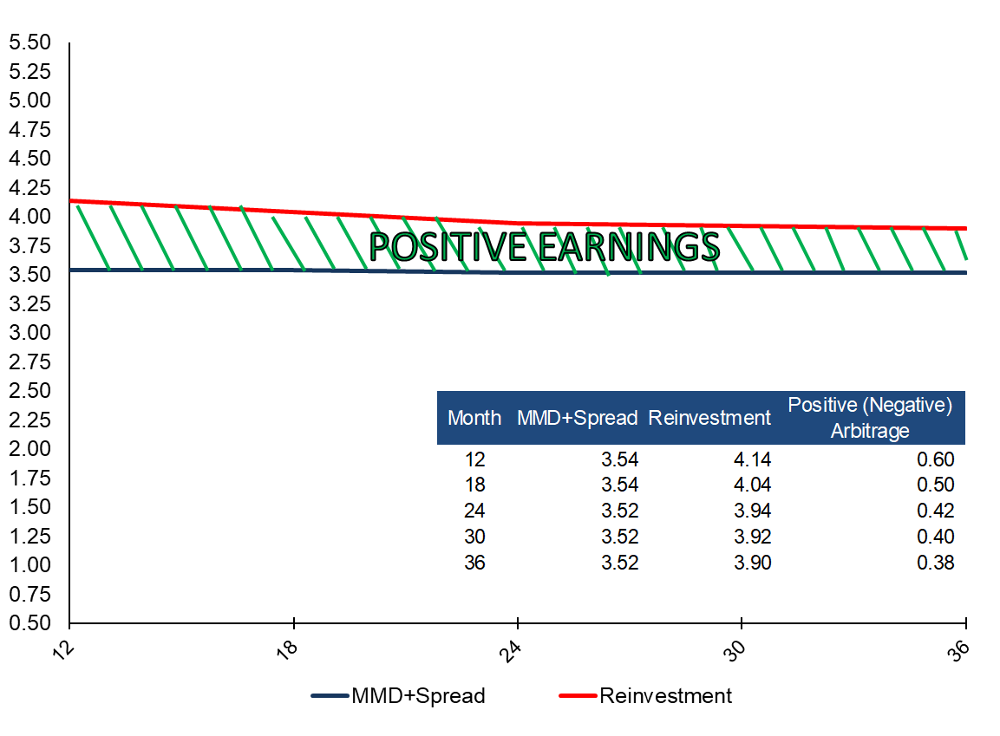 5.50
5.25
5.00
4.75
4.50
4.25
4.00
3.75
3.50
3.25
3.00
2.75
2.50
2.25
2.00
1.75
1.50
1.25
1.00
0.75
0.50
POSITIVE EARNINGS
Month MMD+Spread Reinvestment Positive (Negative) Arbitrage
12 3.54 4.14 0.60
18 3.54 4.04 0.50
24 3.52 3.94 0.42
30 3.52 3.92 0.40
36 3.52 3.90 0.38
12 18 24 30 36
MMD+Spread Reinvestment